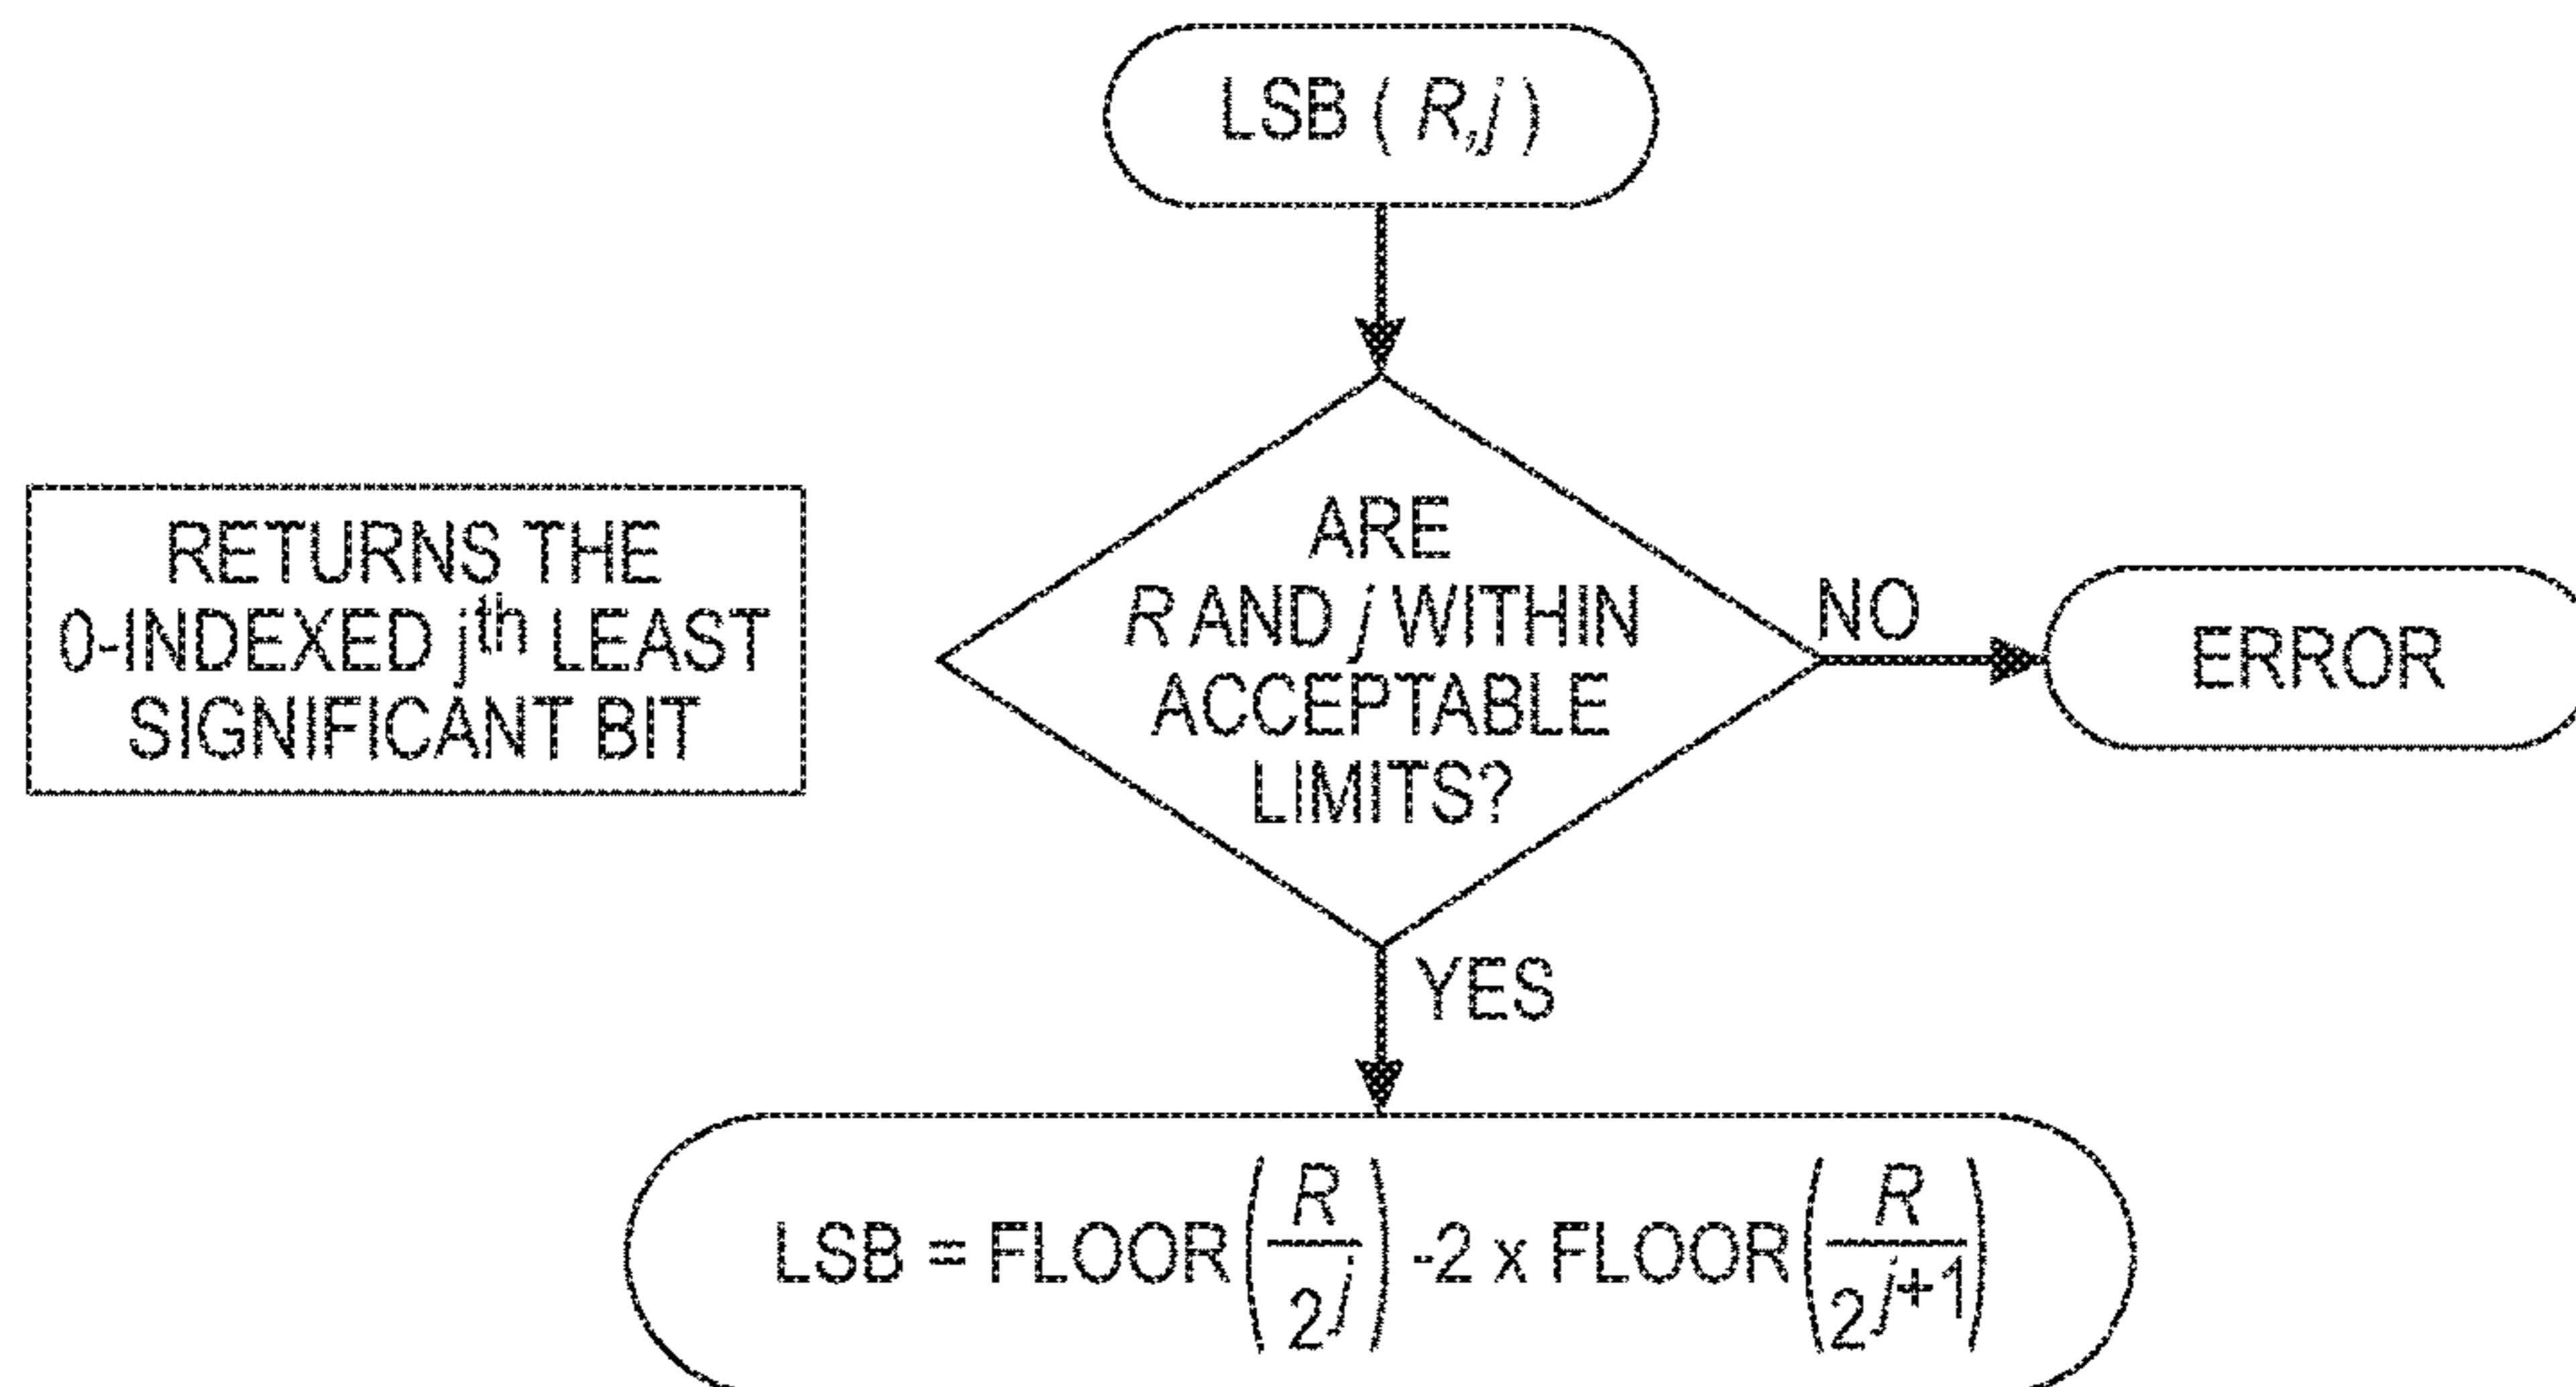 LSB ( R,j )
RETURNS THE
0-INDEXED jth LEAST
SIGNIFICANT BIT
ARE
R AND j WITHIN
ACCEPTABLE
LIMITS?
NO
ERROR
YES
LSB = FLOOR(R/2^j) -2 x FLOOR(R/2^j+1)